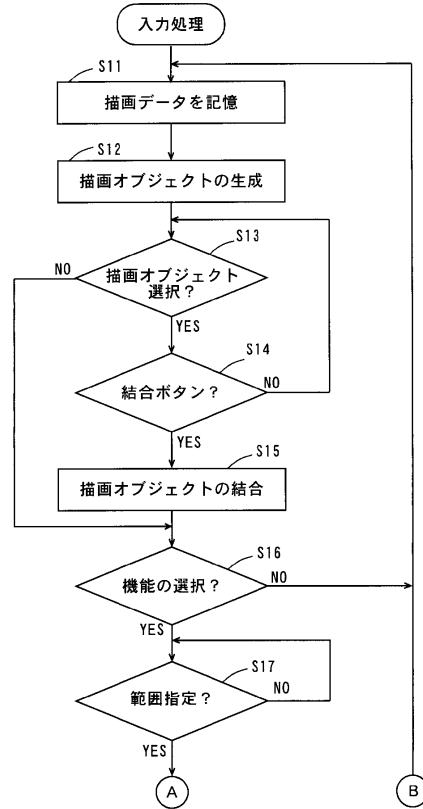 入力処理
S11
描画データを記憶
S12
描画オブジェクトの生成
S13
描画オブジェクト
選択?
NO
YES
S14
結合ボタン?
NO
YES
S15
描画オブジェクトの結合
S16
機能の選択?
NO
YES
S17
範囲指定?
NO
YES
A
B